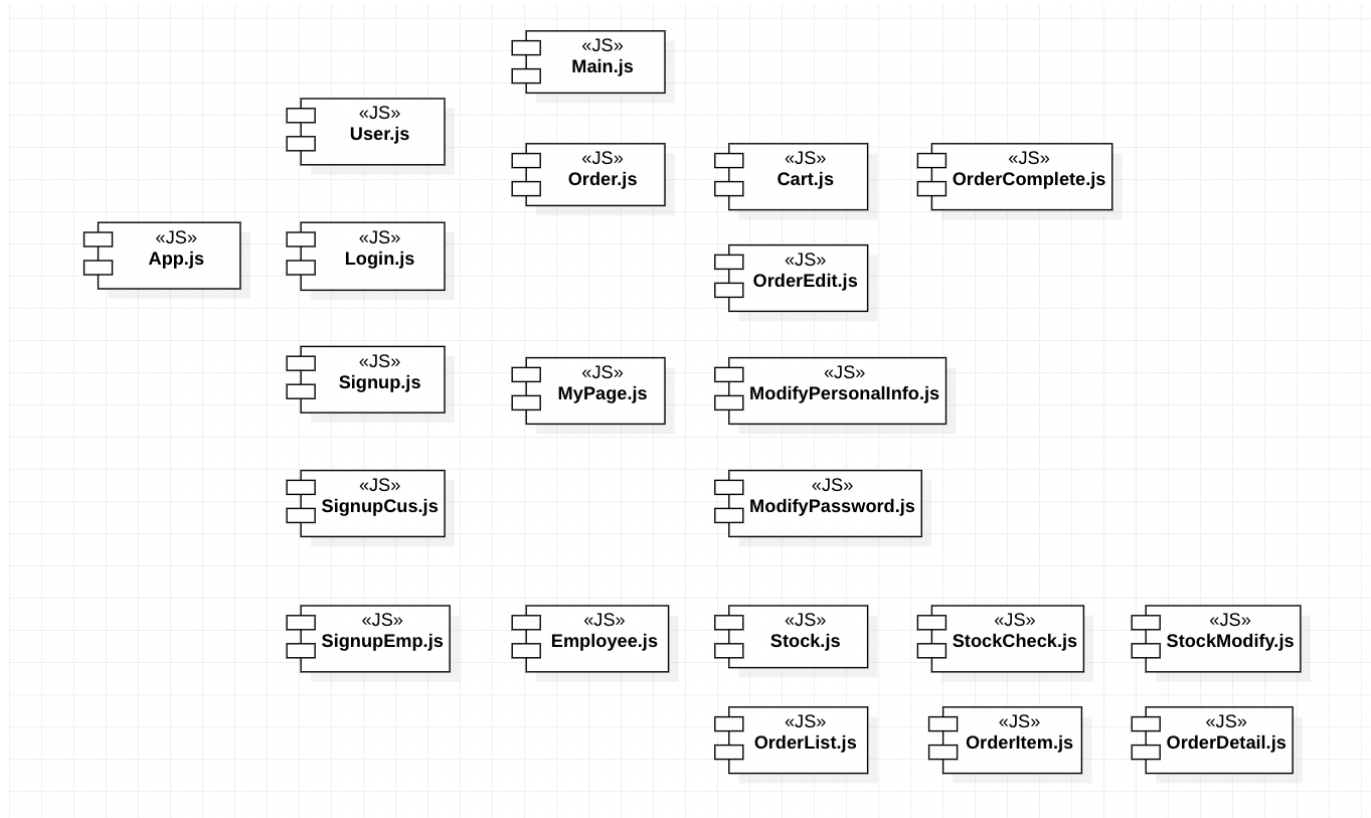 «JS»
Main.js
«JS»
User.js
«JS»
Order.js
«JS»
Cart.js
«JS»
OrderComplete.js
«JS»
App.js
«JS»
Login.js
«JS»
OrderEdit.js
«JS»
Signup.js
«JS»
MyPage.js
«JS»
ModifyPersonalInfo.js
«JS»
SignupCus.js
«JS»
ModifyPassword.js
«JS»
SignupEmp.js
«JS»
Employee.js
«JS»
Stock.js
«JS»
StockCheck.js
«JS»
StockModify.js
«JS»
OrderList.js
«JS»
OrderItem.js
«JS»
OrderDetail.js